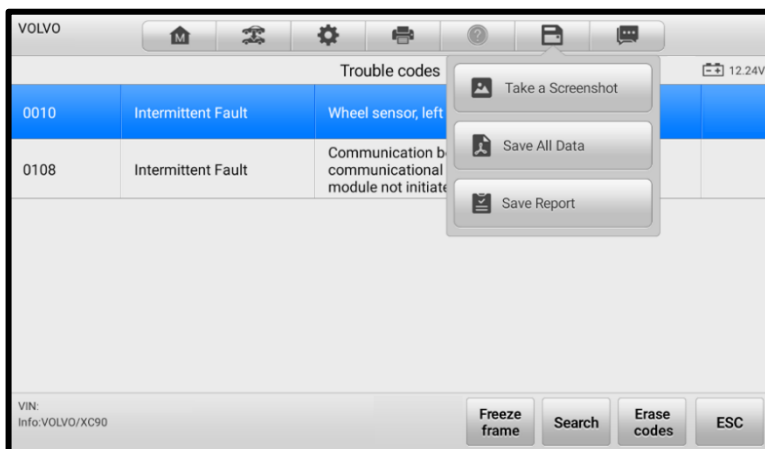 VOLVO
M
Trouble codes
12.24V
Take a Screenshot
0010 Intermittent Fault Wheel sensor, left
Save All Data
0108 Intermittent Fault Communication b
communicational
module not initiate
Save Report
VIN:
Info:VOLVO/XC90
Freeze
frame
Search
Erase
codes
ESC